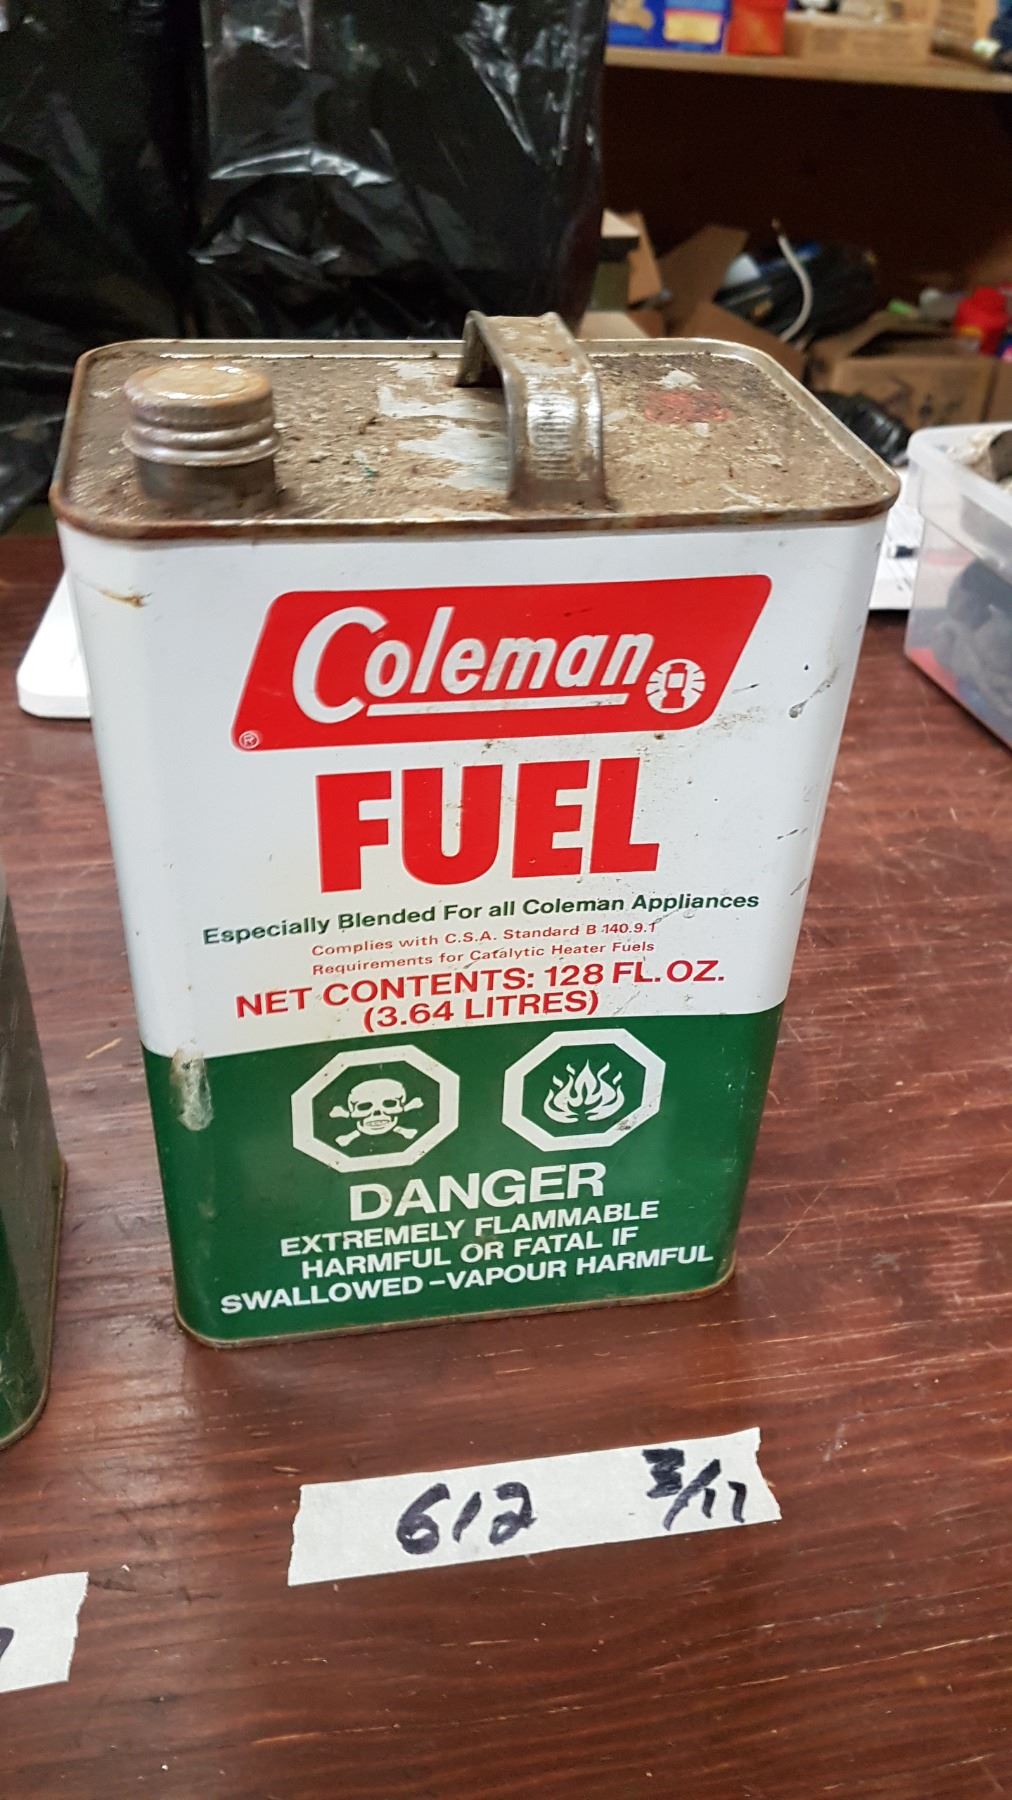 Coleman
®
FUEL
Especially Blended For all Coleman Appliances
Complies with C.S.A. Standard B 140.9.1
Requirements for Catalytic Heater Fuels
NET CONTENTS: 128 FL. OZ.
(3.64 LITRES)
DANGER
EXTREMELY FLAMMABLE
HARMFUL OR FATAL IF
SWALLOWED - VAPOUR HARMFUL
612 3/17